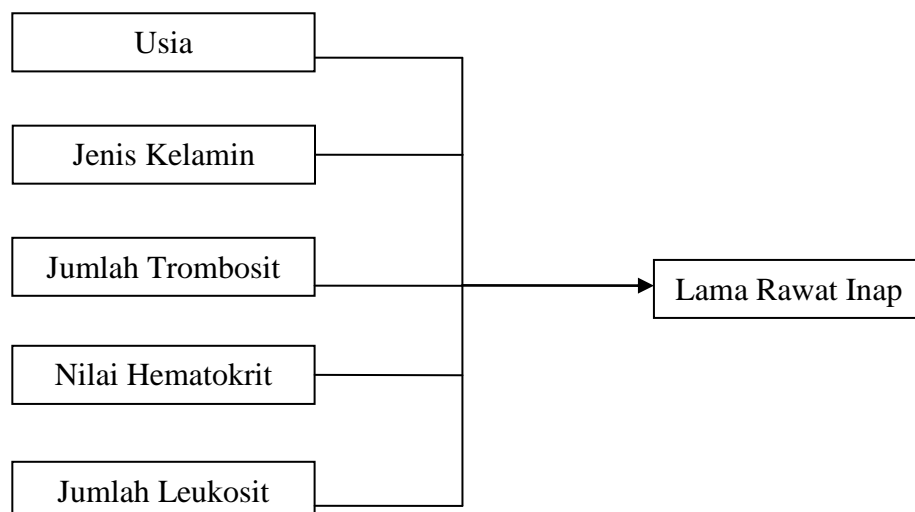 Usia
Jenis Kelamin
Jumlah Trombosit
Lama Rawat Inap
Nilai Hematokrit
Jumlah Leukosit